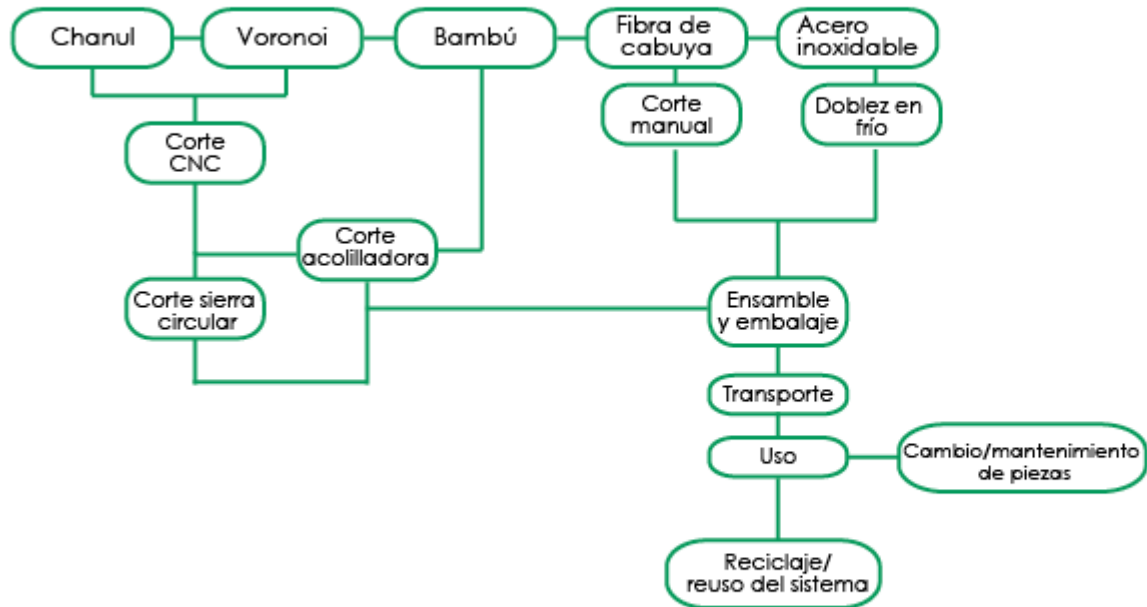 Chanul
Voronoi
Bambú
Fibra de
cabuya
Acero
inoxidable
Corte
manual
Doblez en
frío
Corte
CNC
Corte
acolilladora
Corte sierra
circular
Ensamble
y embalaje
Transporte
Uso
Cambio/mantenimiento
de piezas
Reciclaje/
reuso del sistema